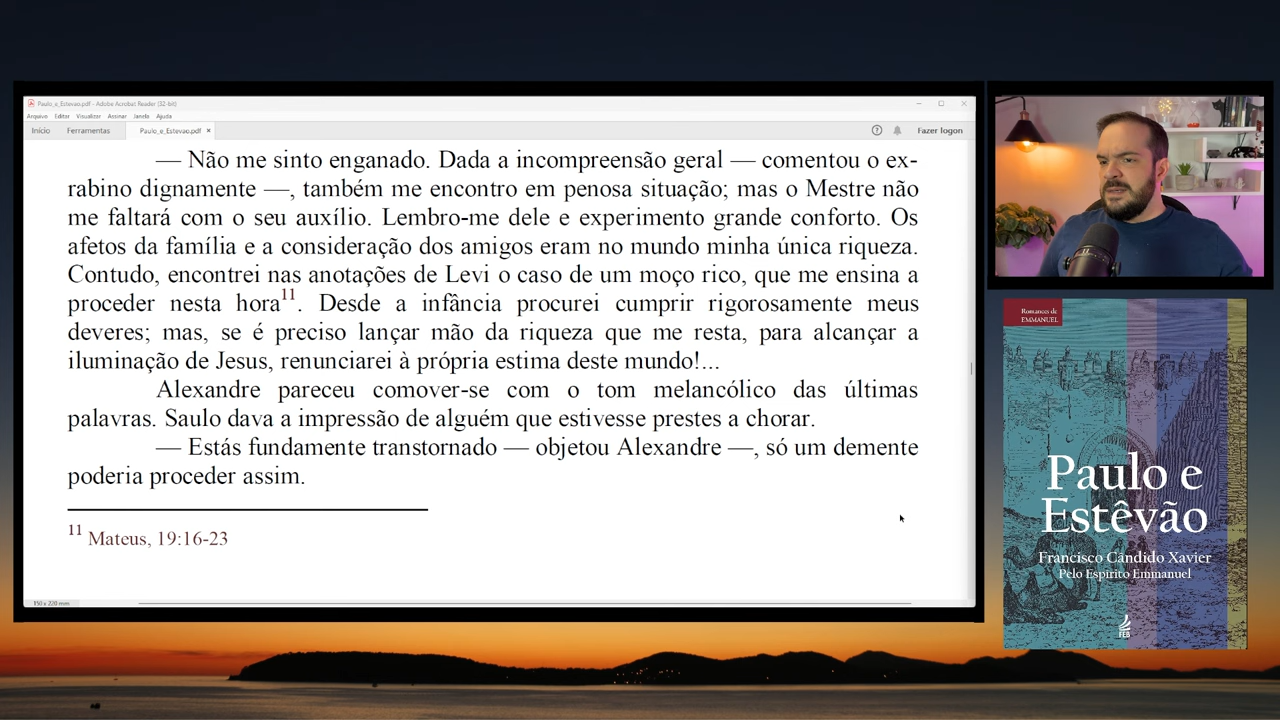 Paulo_e_Estevao.pdf - Adobe Acrobat Reader (32-bit)
Arquivo Editar Visualizar Assinar Janela Ajuda
Início Ferramentas Paulo_e_Estevao.pdf × Fazer logon
— Não me sinto enganado. Dada a incompreensão geral — comentou o ex-
rabino dignamente —, também me encontro em penosa situação; mas o Mestre não
me faltará com o seu auxílio. Lembro-me dele e experimento grande conforto. Os
afetos da família e a consideração dos amigos eram no mundo minha única riqueza.
Contudo, encontrei nas anotações de Levi o caso de um moço rico, que me ensina a
proceder nesta hora11. Desde a infância procurei cumprir rigorosamente meus
deveres; mas, se é preciso lançar mão da riqueza que me resta, para alcançar a
iluminação de Jesus, renunciarei à própria estima deste mundo!...
Alexandre pareceu comover-se com o tom melancólico das últimas
palavras. Saulo dava a impressão de alguém que estivesse prestes a chorar.
— Estás fundamente transtornado — objetou Alexandre —, só um demente
poderia proceder assim.
11 Mateus, 19:16-23
150 x 220 mm
Romances de
EMMANUEL
Paulo e
Estêvão
Francisco Cândido Xavier
Pelo Espírito Emmanuel
FEB